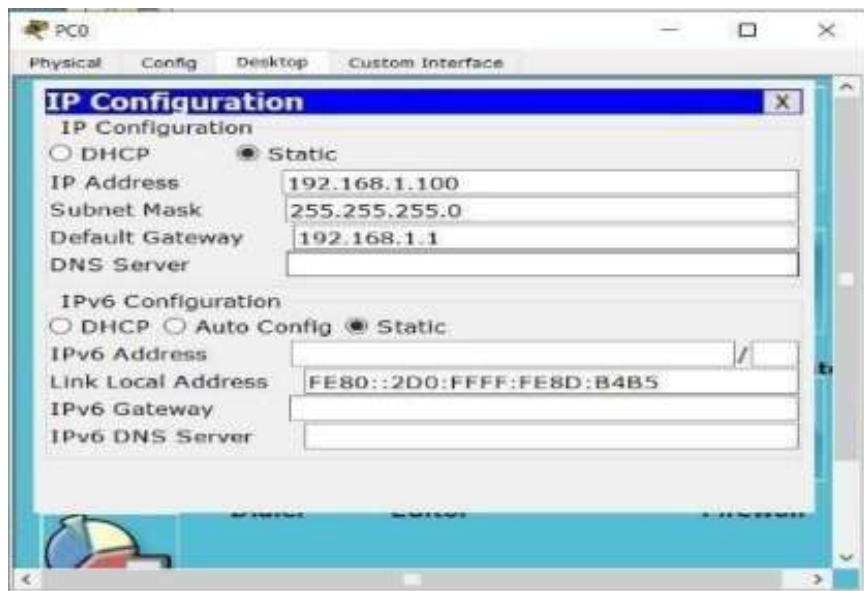 PC0
Physical Config Desktop Custom Interface
IP Configuration X
IP Configuration
DHCP Static
IP Address 192.168.1.100
Subnet Mask 255.255.255.0
Default Gateway 192.168.1.1
DNS Server
IPv6 Configuration
DHCP Auto Config Static
IPv6 Address /
Link Local Address FE80::2D0:FFFF:FE8D:B4B5
IPv6 Gateway
IPv6 DNS Server